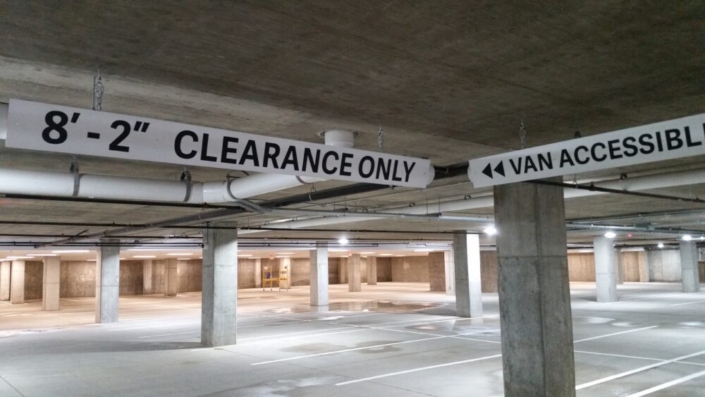 8'-2" CLEARANCE ONLY
◄◄ VAN ACCESSIBL